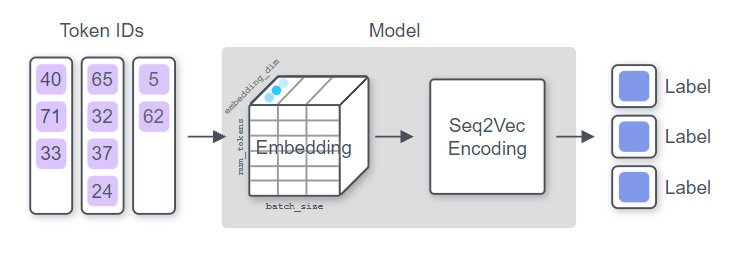 Token IDs
Model
40 65 5
71 32 62
33 37
24
embedding_dim
num_tokens
Embedding
batch_size
Seq2Vec
Encoding
Label
Label
Label